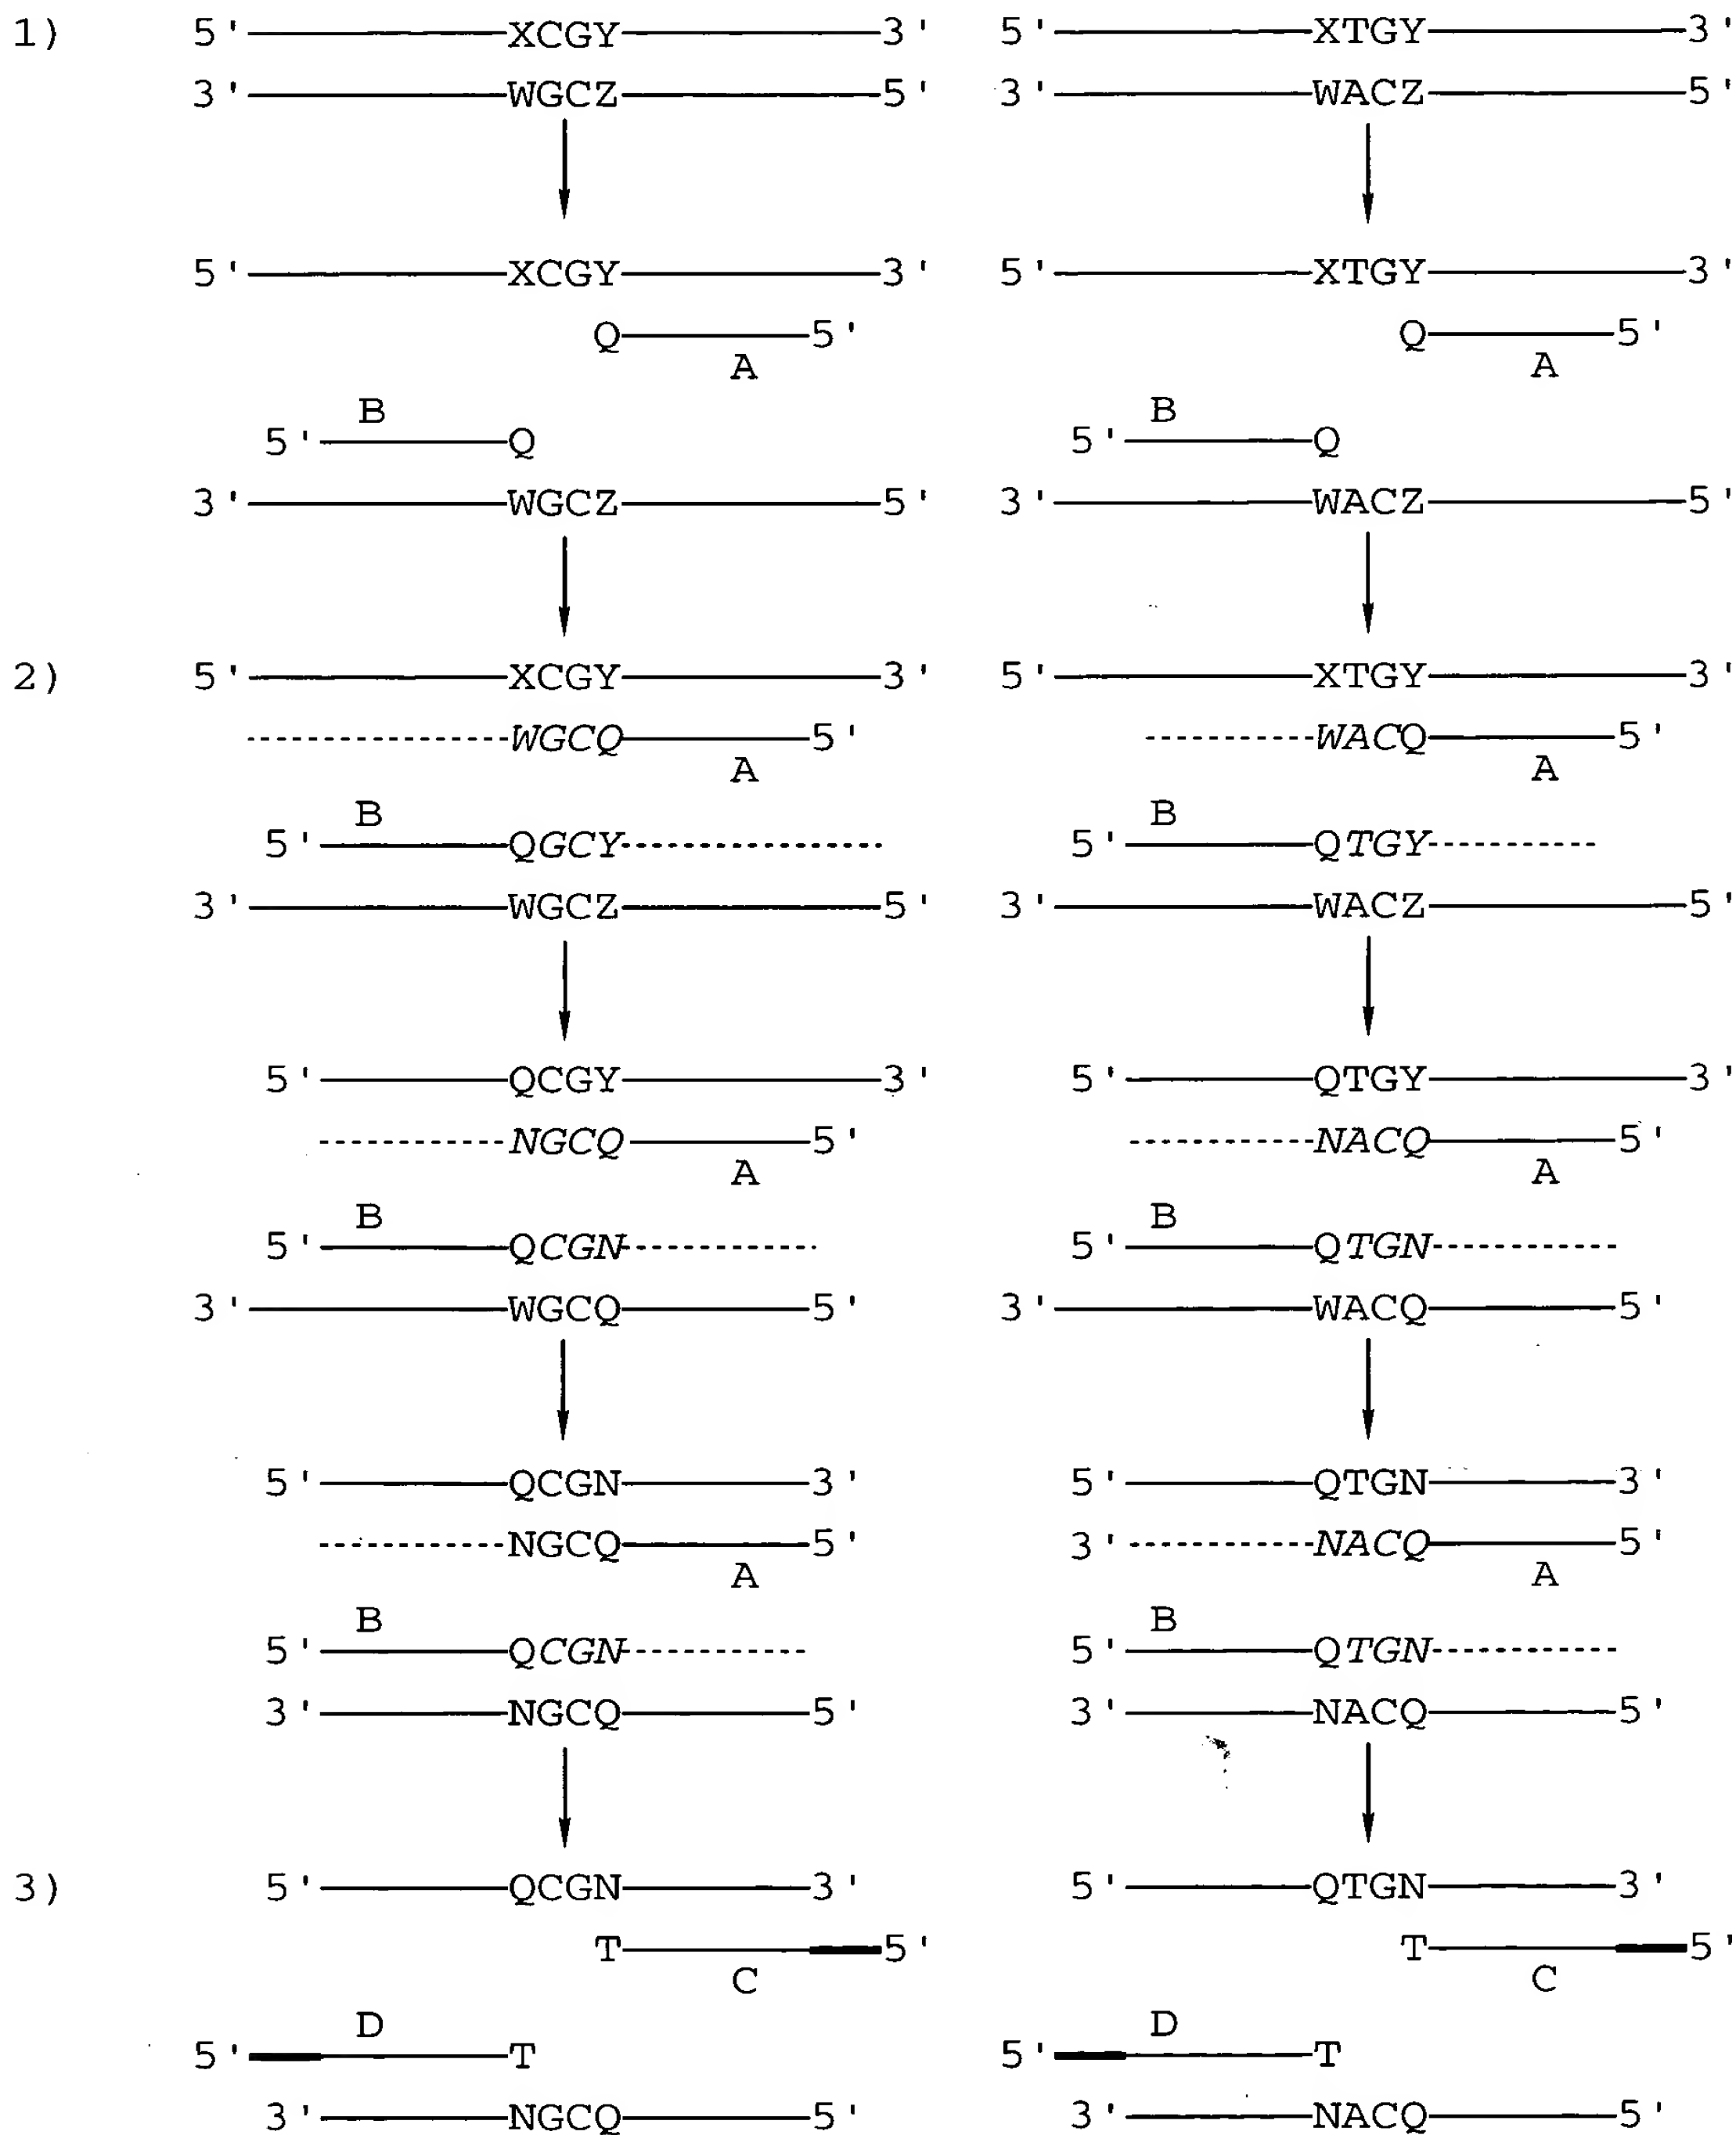 1) 5' XCGY 3' 5' XTGY 3'
3' WGCZ 5' 3' WACZ 5'
5' XCGY 3' 5' XTGY 3'
Q 5' Q 5'
A A
B B
5' Q 5' Q
3' WGCZ 5' 3' WACZ 5'
2) 5' XCGY 3' 5' XTGY 3'
WGCQ 5' WACQ 5'
A A
B B
5' QGCY 5' QTGY
3' WGCZ 5' 3' WACZ 5'
5' QCGY 3' 5' QTGY 3'
NGCQ 5' NACQ 5'
A A
B B
5' QCGN 5' QTGN
3' WGCQ 5' 3' WACQ 5'
5' QCGN 3' 5' QTGN 3'
NGCQ 5' 3' NACQ 5'
A A
B B
5' QCGN 5' QTGN
3' NGCQ 5' 3' NACQ 5'
3) 5' QCGN 3' 5' QTGN 3'
T 5' T 5'
C C
D D
5' T 5' T
3' NGCQ 5' 3' NACQ 5'